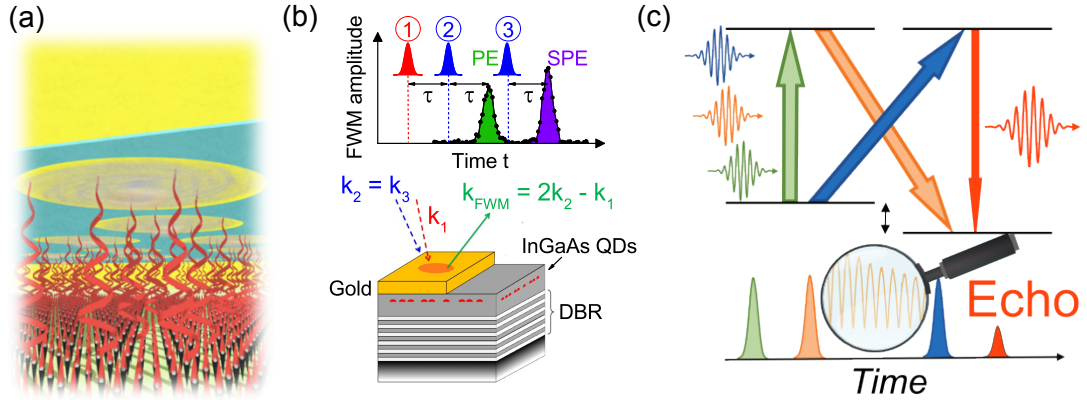 (a)
(b)
FWM amplitude
1 2 3
PE
SPE
τ τ τ
Time t
k2 = k3
k1
kFWM = 2k2 - k1
InGaAs QDs
Gold
DBR
(c)
Echo
Time